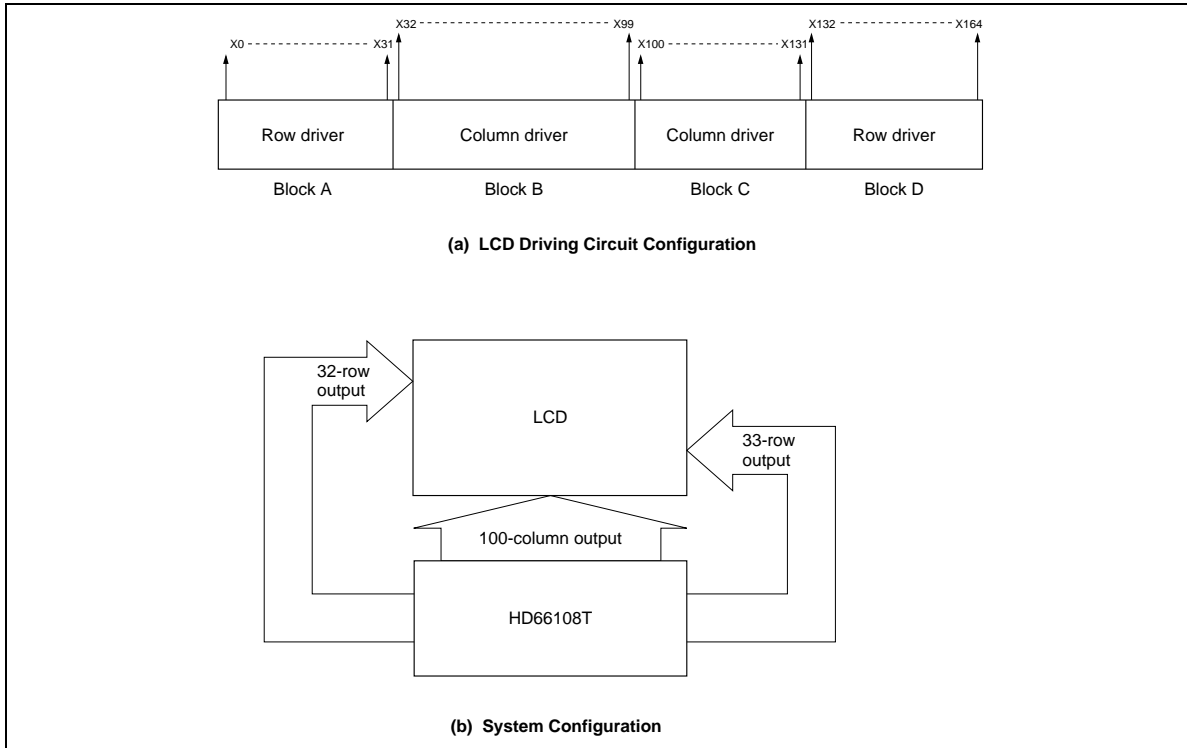 X32 X99 X132 X164
X0 X31 X100 X131
Row driver Column driver Column driver Row driver
Block A Block B Block C Block D
(a) LCD Driving Circuit Configuration
32-row
output
LCD
33-row
output
100-column output
HD66108T
(b) System Configuration